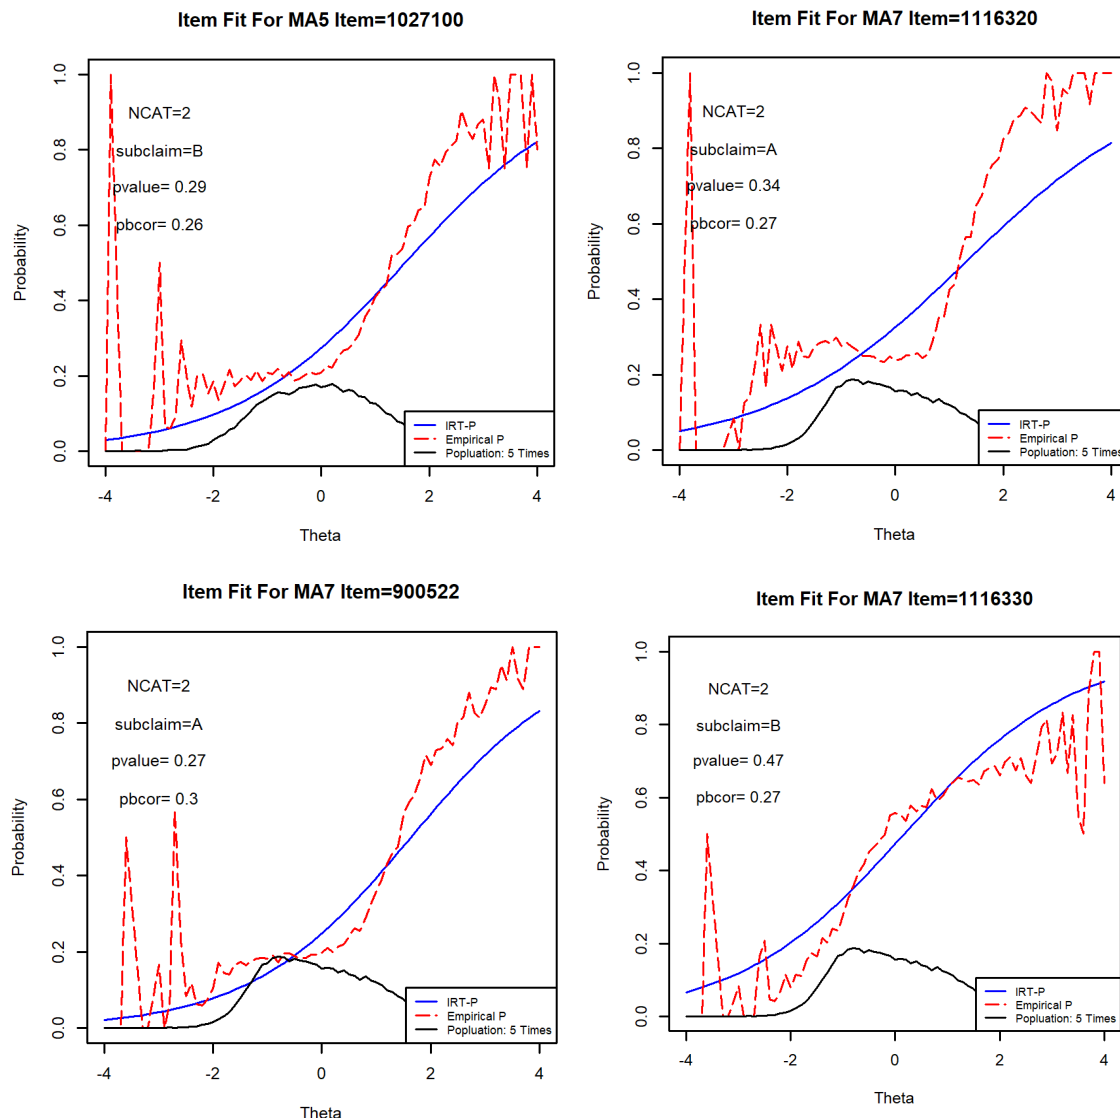 Item Fit For MA5 Item=1027100
Probability
0.0 0.2 0.4 0.6 0.8 1.0
NCAT=2
subclaim=B
pvalue= 0.29
pbcor= 0.26
IRT-P
Empirical P
Popluation: 5 Times
-4 -2 0 2 4
Theta
Item Fit For MA7 Item=1116320
Probability
0.0 0.2 0.4 0.6 0.8 1.0
NCAT=2
subclaim=A
pvalue= 0.34
pbcor= 0.27
IRT-P
Empirical P
Popluation: 5 Times
-4 -2 0 2 4
Theta
Item Fit For MA7 Item=900522
Probability
0.0 0.2 0.4 0.6 0.8 1.0
NCAT=2
subclaim=A
pvalue= 0.27
pbcor= 0.3
IRT-P
Empirical P
Popluation: 5 Times
-4 -2 0 2 4
Theta
Item Fit For MA7 Item=1116330
Probability
0.0 0.2 0.4 0.6 0.8 1.0
NCAT=2
subclaim=B
pvalue= 0.47
pbcor= 0.27
IRT-P
Empirical P
Popluation: 5 Times
-4 -2 0 2 4
Theta